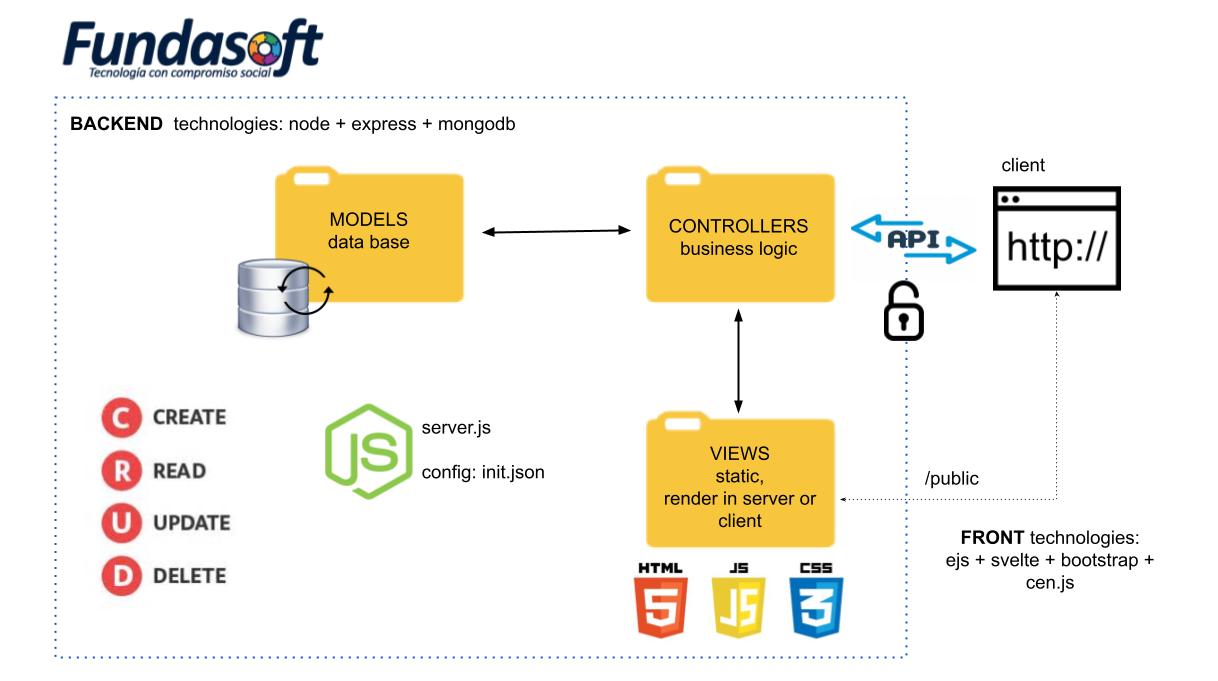 Fundasoft
Tecnología con compromiso social
BACKEND technologies: node + express + mongodb
MODELS
data base
CONTROLLERS
business logic
API
client
http://
C CREATE
R READ
U UPDATE
D DELETE
JS
server.js
config: init.json
VIEWS
static,
render in server or
client
/public
FRONT technologies:
ejs + svelte + bootstrap +
cen.js
HTML
5
JS
JS
CSS
3